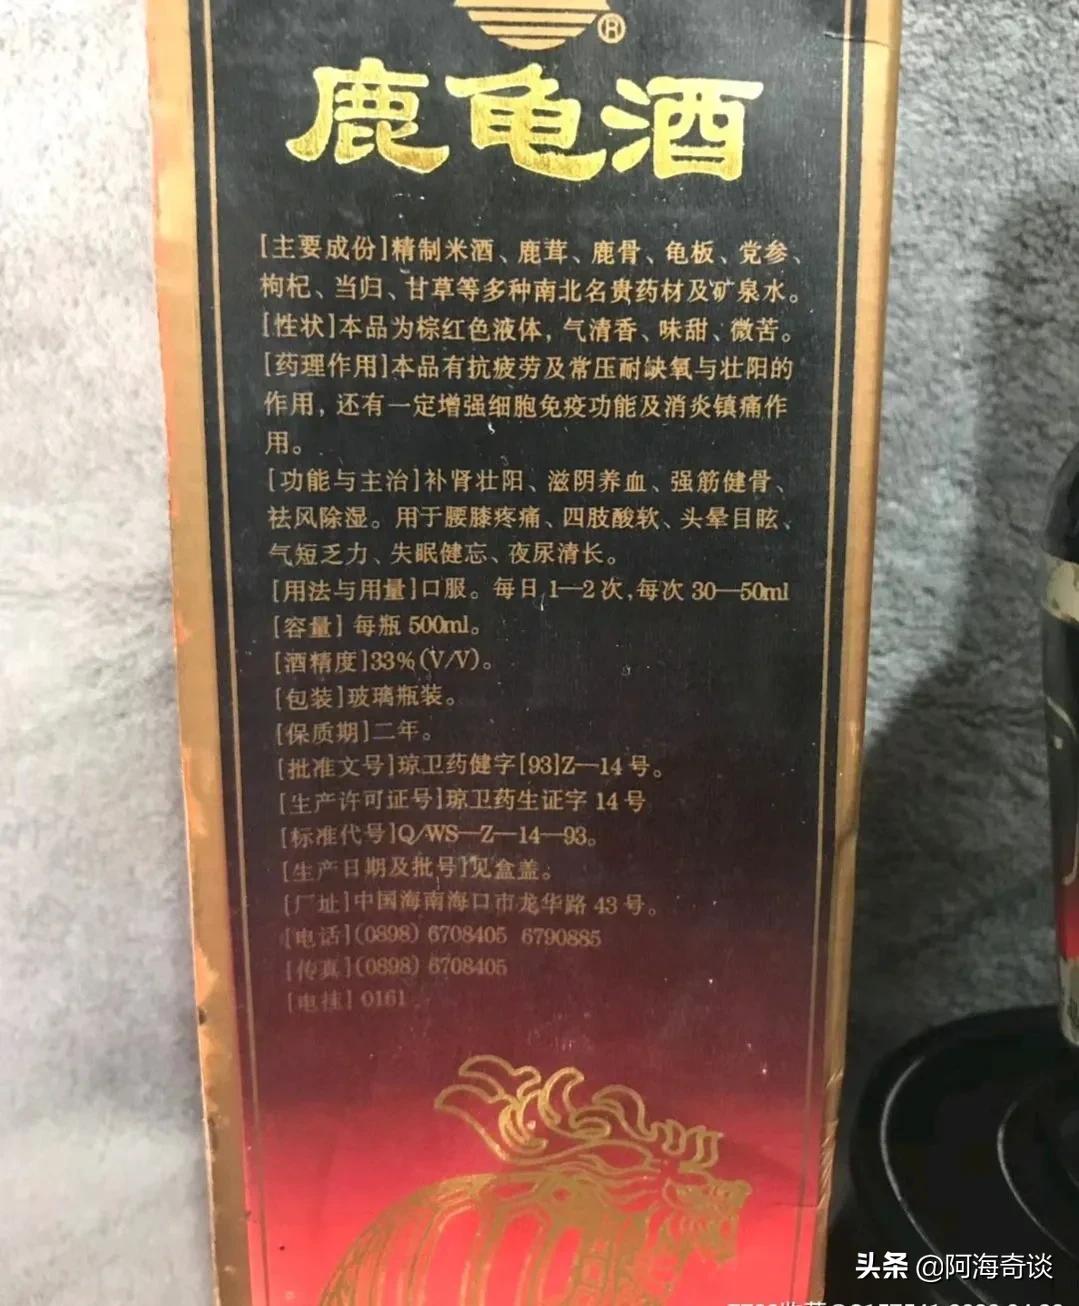 ®
鹿龟酒
[主要成份]精制米酒、鹿茸、鹿骨、龟板、党参、
枸杞、当归、甘草等多种南北名贵药材及矿泉水。
[性状]本品为棕红色液体，气清香、味甜、微苦。
[药理作用]本品有抗疲劳及常压耐缺氧与壮阳的
作用，还有一定增强细胞免疫功能及消炎镇痛作
用。
[功能与主治]补肾壮阳、滋阴养血、强筋健骨、
祛风除湿。用于腰膝疼痛、四肢酸软、头晕目眩、
气短乏力、失眠健忘、夜尿清长。
[用法与用量]口服。每日1—2次,每次30—50ml
[容量]每瓶500ml。
[酒精度]33%(V/V)。
[包装]玻璃瓶装。
[保质期]二年。
[批准文号]琼卫药健字[93]Z—14号。
[生产许可证号]琼卫药生证字14号
[标准代号]Q/WS—Z—14—93。
[生产日期及批号]见盒盖。
[厂址]中国海南海口市龙华路43号。
[电话](0898) 6708405 6790885
[传真](0898) 6708405
[电挂] 0161
头条 @阿海奇谈